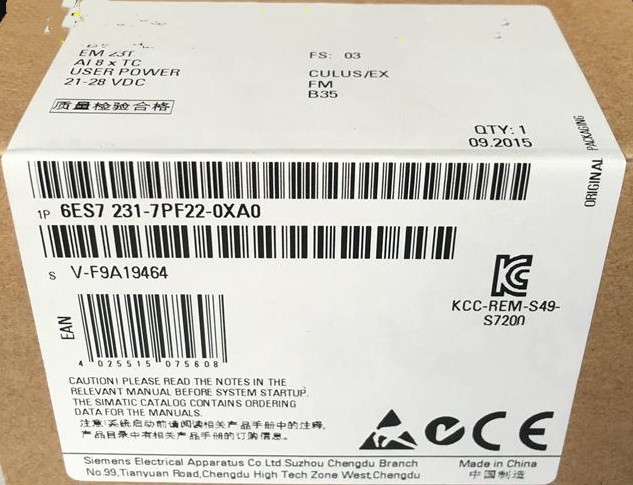 EM 231
AI 8 x TC
USER POWER
21-28 VDC
质量检验合格
FS: 03
CULUS/EX
FM
B35
QTY: 1
09.2015
ORIGINAL PACKAGING
1P 6ES7 231-7PF22-0XA0
S V-F9A19464
KCC-REM-S49-
S7200
EAN
4 025515 075608
CAUTION! PLEASE READ THE NOTES IN THE
RELEVANT MANUAL BEFORE SYSTEM STARTUP.
THE SIMATIC CATALOG CONTAINS ORDERING
DATA FOR THE MANUALS.
注意!系统启动前请阅读相关产品手册中的注释,
产品目录中有相关产品手册的订购信息。
CE
Siemens Electrical Apparatus Co.Ltd.Suzhou Chengdu Branch
No.99,Tianyuan Road,Chengdu High Tech Zone West,Chengdu
Made in China
中国制造